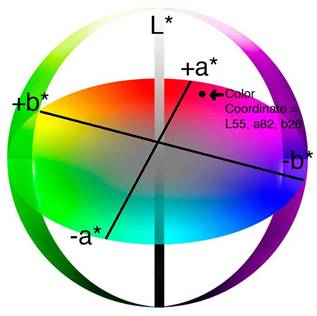 L*
+a*
+b*
Color
Coordinate =
L55, a82, b26
-b*
-a*